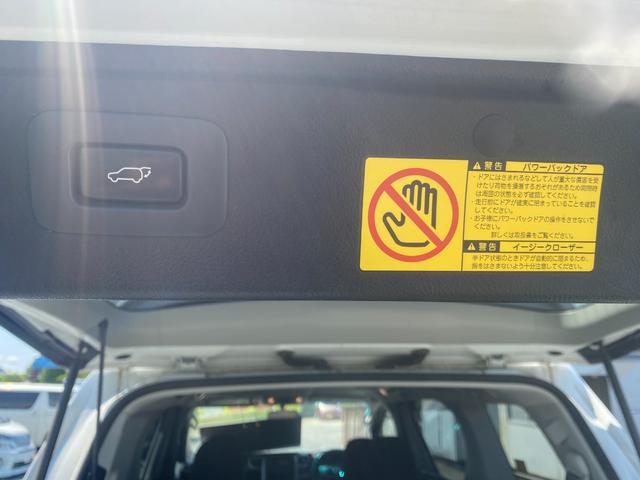 警告 パワーバックドア
・ドアにはさまれるなどして人が重大な傷害を
受けたり荷物を損傷するおそれがあるため開閉時
は周囲の状態を必ず確認してください。
・走行前にドアが確実に閉まっていることを確認
してください。
・お子様にパワーバックドアの操作をさせないで
ください。
詳しくは取扱書をご覧ください。
警告 イージークローザー
半ドア状態のときドアが自動的に閉まるため、
指をはさまないよう十分注意してください。